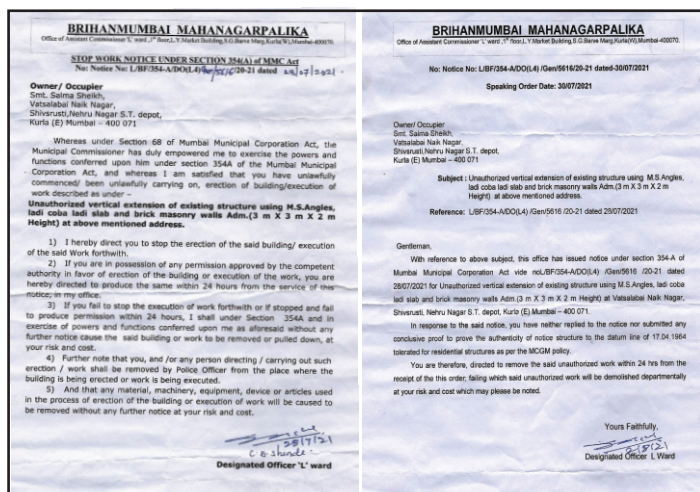 BRIHANMUMBAI MAHANAGARPALIKA
Office of Assistant Commissioner 'L' ward ,1st floor,L.Y.Market Building,S.G.Barve Marg,Kurla(W),Mumbai-400070.
STOP WORK NOTICE UNDER SECTION 354(A) OF MMC Act
No: Notice No: L/BF/354-A/DO(L4) Gen/5616/20-21 dated 28/07/2021
Owner/ Occupier
Smt. Salma Sheikh,
Vatsalabai Naik Nagar,
Shivsrusti,Nehru Nagar S.T. depot,
Kurla (E) Mumbai – 400 071
Whereas under Section 68 of Mumbai Municipal Corporation Act, the
Municipal Commissioner has duly empowered me to exercise the powers and
functions conferred upon him under section 354A of the Mumbai Municipal
Corporation Act, and whereas I am satisfied that you have unlawfully
commenced/ been unlawfully carrying on, erection of building/execution of
work described as under –
Unauthorized vertical extension of existing structure using M.S.Angles,
ladi coba ladi slab and brick masonry walls Adm.(3 m X 3 m X 2 m
Height) at above mentioned address.
1) I hereby direct you to stop the erection of the said building/ execution
of the said Work forthwith.
2) If you are in possession of any permission approved by the competent
authority in favor of erection of the building or execution of the work, you are
hereby directed to produce the same within 24 hours from the service of this
notice, in my office.
3) If you fail to stop the execution of work forthwith or if stopped and fail
to produce permission within 24 hours, I shall under Section 354A and in
exercise of powers and functions conferred upon me as aforesaid without any
further notice cause the said building or work to be removed or pulled down, at
your risk and cost.
4) Further note that you, and /or any person directing / carrying out such
erection / work shall be removed by Police Officer from the place where the
building is being erected or work is being executed.
5) And that any material, machinery, equipment, device or articles used
in the process of erection of the building or execution of work will be caused to
be removed without any further notice at your risk and cost.
28/7/21
Designated Officer 'L' ward
BRIHANMUMBAI MAHANAGARPALIKA
Office of Assistant Commissioner 'L' ward ,1st floor,L.Y.Market Building,S.G.Barve Marg,Kurla(W),Mumbai-400070.
No: Notice No: L/BF/354-A/DO(L4) /Gen/5616/20-21 dated-30/07/2021
Speaking Order Date: 30/07/2021
Owner/ Occupier
Smt. Salma Sheikh,
Vatsalabai Naik Nagar,
Shivsrusti,Nehru Nagar S.T. depot,
Kurla (E) Mumbai – 400 071
Subject : Unauthorized vertical extension of existing structure using M.S.Angles,
ladi coba ladi slab and brick masonry walls Adm.(3 m X 3 m X 2 m
Height) at above mentioned address.
Reference: L/BF/354-A/DO(L4) /Gen/5616 /20-21 dated 28/07/2021
Gentleman,
With reference to above subject, this office has issued notice under section 354-A of
Mumbai Municipal Corporation Act vide noL/BF/354-A/DO(L4) /Gen/5616 /20-21 dated
28/07/2021 for Unauthorized vertical extension of existing structure using M.S.Angles, ladi coba
ladi slab and brick masonry walls Adm.(3 m X 3 m X 2 m Height) at Vatsalabai Naik Nagar,
Shivsrusti, Nehru Nagar S.T. depot, Kurla (E) Mumbai – 400 071.
In response to the said notice, you have neither replied to the notice nor submitted any
conclusive proof to prove the authenticity of notice structure to the datum line of 17.04.1964
tolerated for residential structures as per the MCGM policy.
You are therefore, directed to remove the said unauthorized work within 24 hrs from the
receipt of this order, failing which said unauthorized work will be demolished departmentally
at your risk and cost which may please be noted.
Yours Faithfully,
2/8/21
Designated Officer L Ward